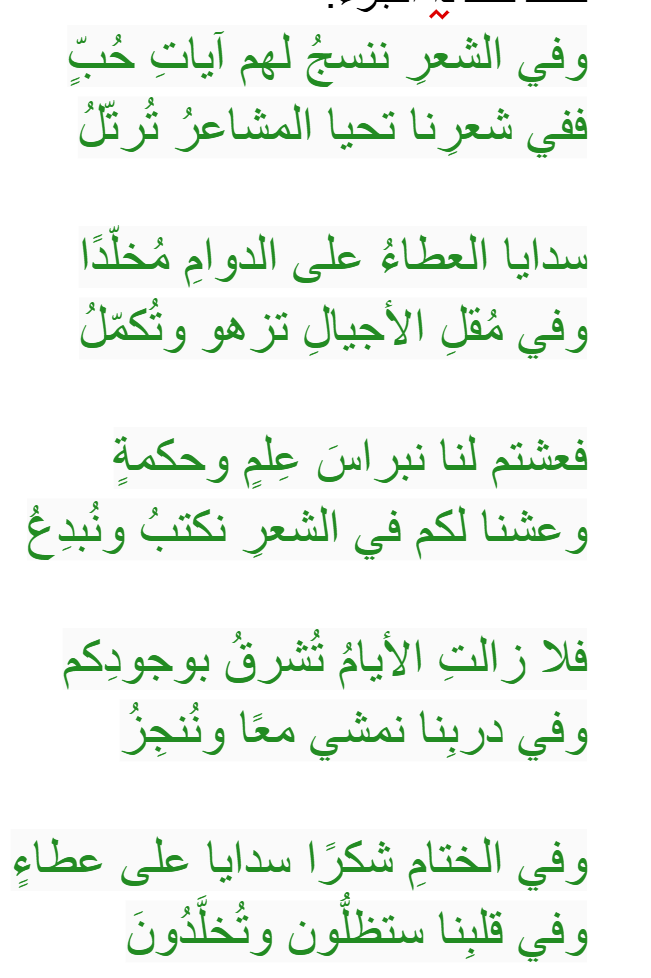 وفي الشعرِ ننسجُ لهم آياتِ حُبٍّ
ففي شعرِنا تحيا المشاعرُ تُرتّلُ
سدايا العطاءُ على الدوامِ مُخلّدًا
وفي مُقلِ الأجيالِ تزهو وتُكمّلُ
فعشتم لنا نبراسَ عِلمٍ وحكمةٍ
وعشنا لكم في الشعرِ نكتبُ ونُبدِعُ
فلا زالتِ الأيامُ تُشرقُ بوجودِكم
وفي دربِنا نمشي معًا ونُنجِزُ
وفي الختامِ شكرًا سدايا على عطاءٍ
وفي قلبِنا ستظلُّون وتُخلَّدُونَ